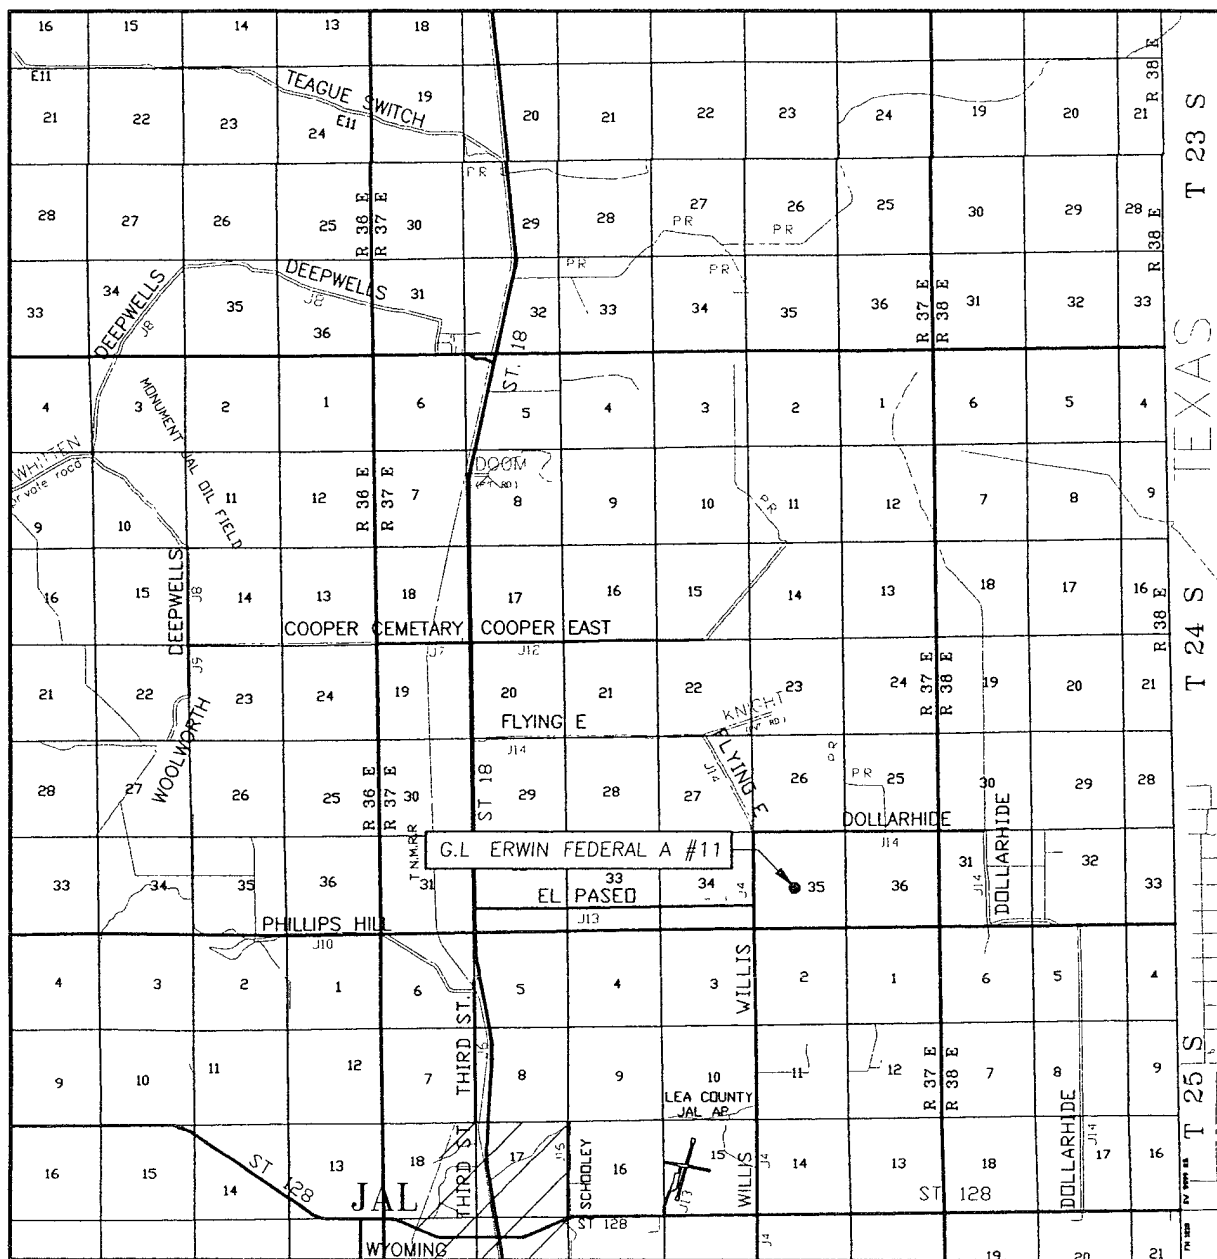 16 15 14 13 18
E11
TEAGUE SWITCH
E11
21 22 23 24 19 20 21 22 23 24 19 20 21
R 38 E
T 23 S
PR
28 27 26 25 30 29 28 27 26 25 30 29 28
R 36 E
R 37 E
PR
PR
PR
PR
R 38 E
DEEPWELLS
J8
DEEPWELLS
J8
33 34 35 36 31 32 33 34 35 36 31 32 33
R 37 E
R 38 E
ST. 18
TEXAS
4 3 2 1 6 5 4 3 2 1 6 5 4
MONUMENT JAL OIL FIELD
WHITTEN
DOOM
9 10 11 12 7 8 9 10 11 12 7 8 9
R 36 E
R 37 E
PR
DEEPWELLS
J8
16 15 14 13 18 17 16 15 14 13 18 17 16
R 38 E
T 24 S
COOPER CEMETARY COOPER EAST
J9
J7
J12
21 22 23 24 19 20 21 22 23 24 19 20 21
R 37 E
R 38 E
WOOLWORTH
FLYING E
J14
KNIGHT
(PVT RD.)
FLYING E
J14
28 27 26 25 30 29 28 27 26 25 30 29 28
R 36 E
R 37 E
ST 18
PR
PR
DOLLARHIDE
J14
DOLLARHIDE
J14
T.N.M.R.R
G.L ERWIN FEDERAL A #11
33 34 35 36 31 33 34 35 36 31 32 33
J4
EL PASEO
J13
PHILLIPS HILL
J10
4 3 2 1 6 5 4 3 2 1 6 5 4
WILLIS
THIRD ST.
J6
9 10 11 12 7 8 9 10 11 12 7 8 9
R 37 E
R 38 E
T 25 S
LEA COUNTY
JAL AP
DOLLARHIDE
J14
16 15 14 13 18 17 16 15 14 13 18 17 16
THIRD ST
J15
SCHOOLEY
J13
WILLIS
J4
ST 128
JAL
ST 128
ST 128
WYOMING
J4
19 20 21